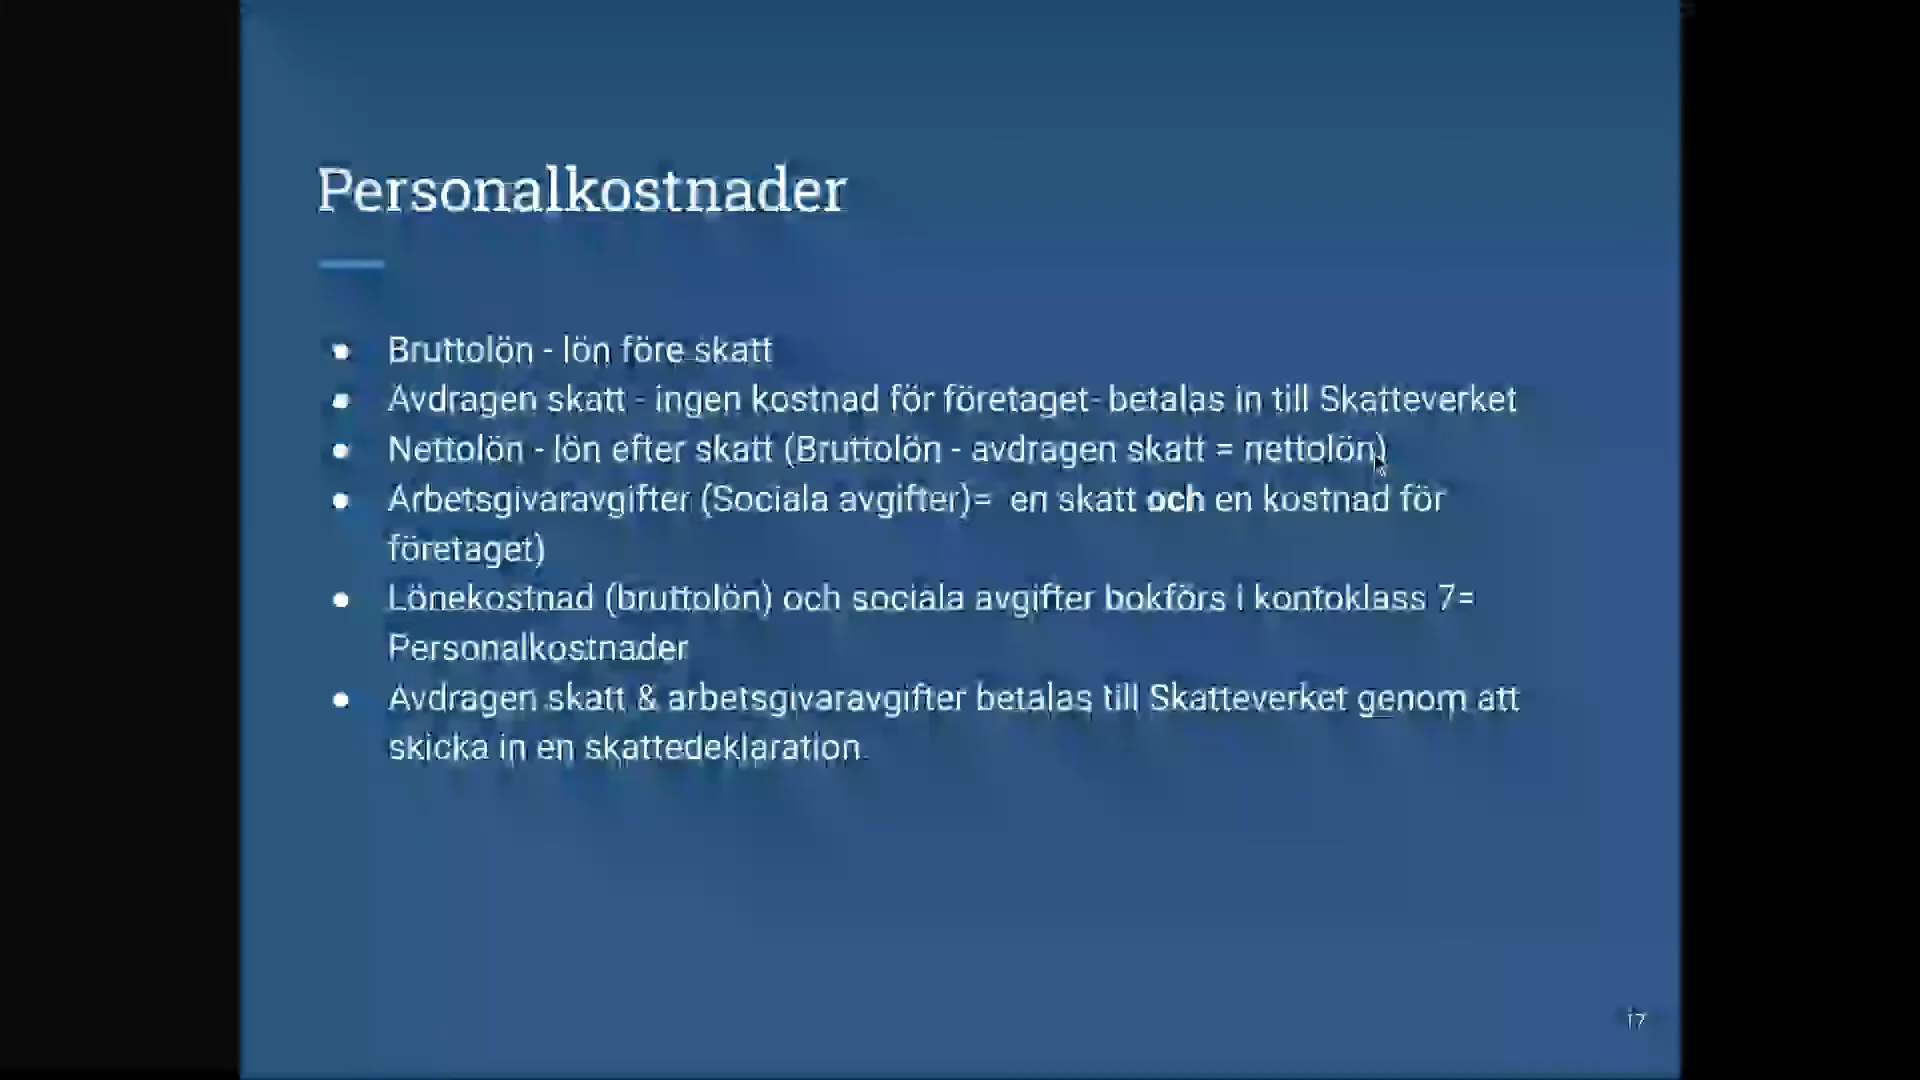 Personalkostnader
● Bruttolön - lön före skatt
● Avdragen skatt - ingen kostnad för företaget- betalas in till Skatteverket
● Nettolön - lön efter skatt (Bruttolön - avdragen skatt = nettolön)
● Arbetsgivaravgifter (Sociala avgifter)= en skatt och en kostnad för
företaget)
● Lönekostnad (bruttolön) och sociala avgifter bokförs i kontoklass 7=
Personalkostnader
● Avdragen skatt & arbetsgivaravgifter betalas till Skatteverket genom att
skicka in en skattedeklaration.
17